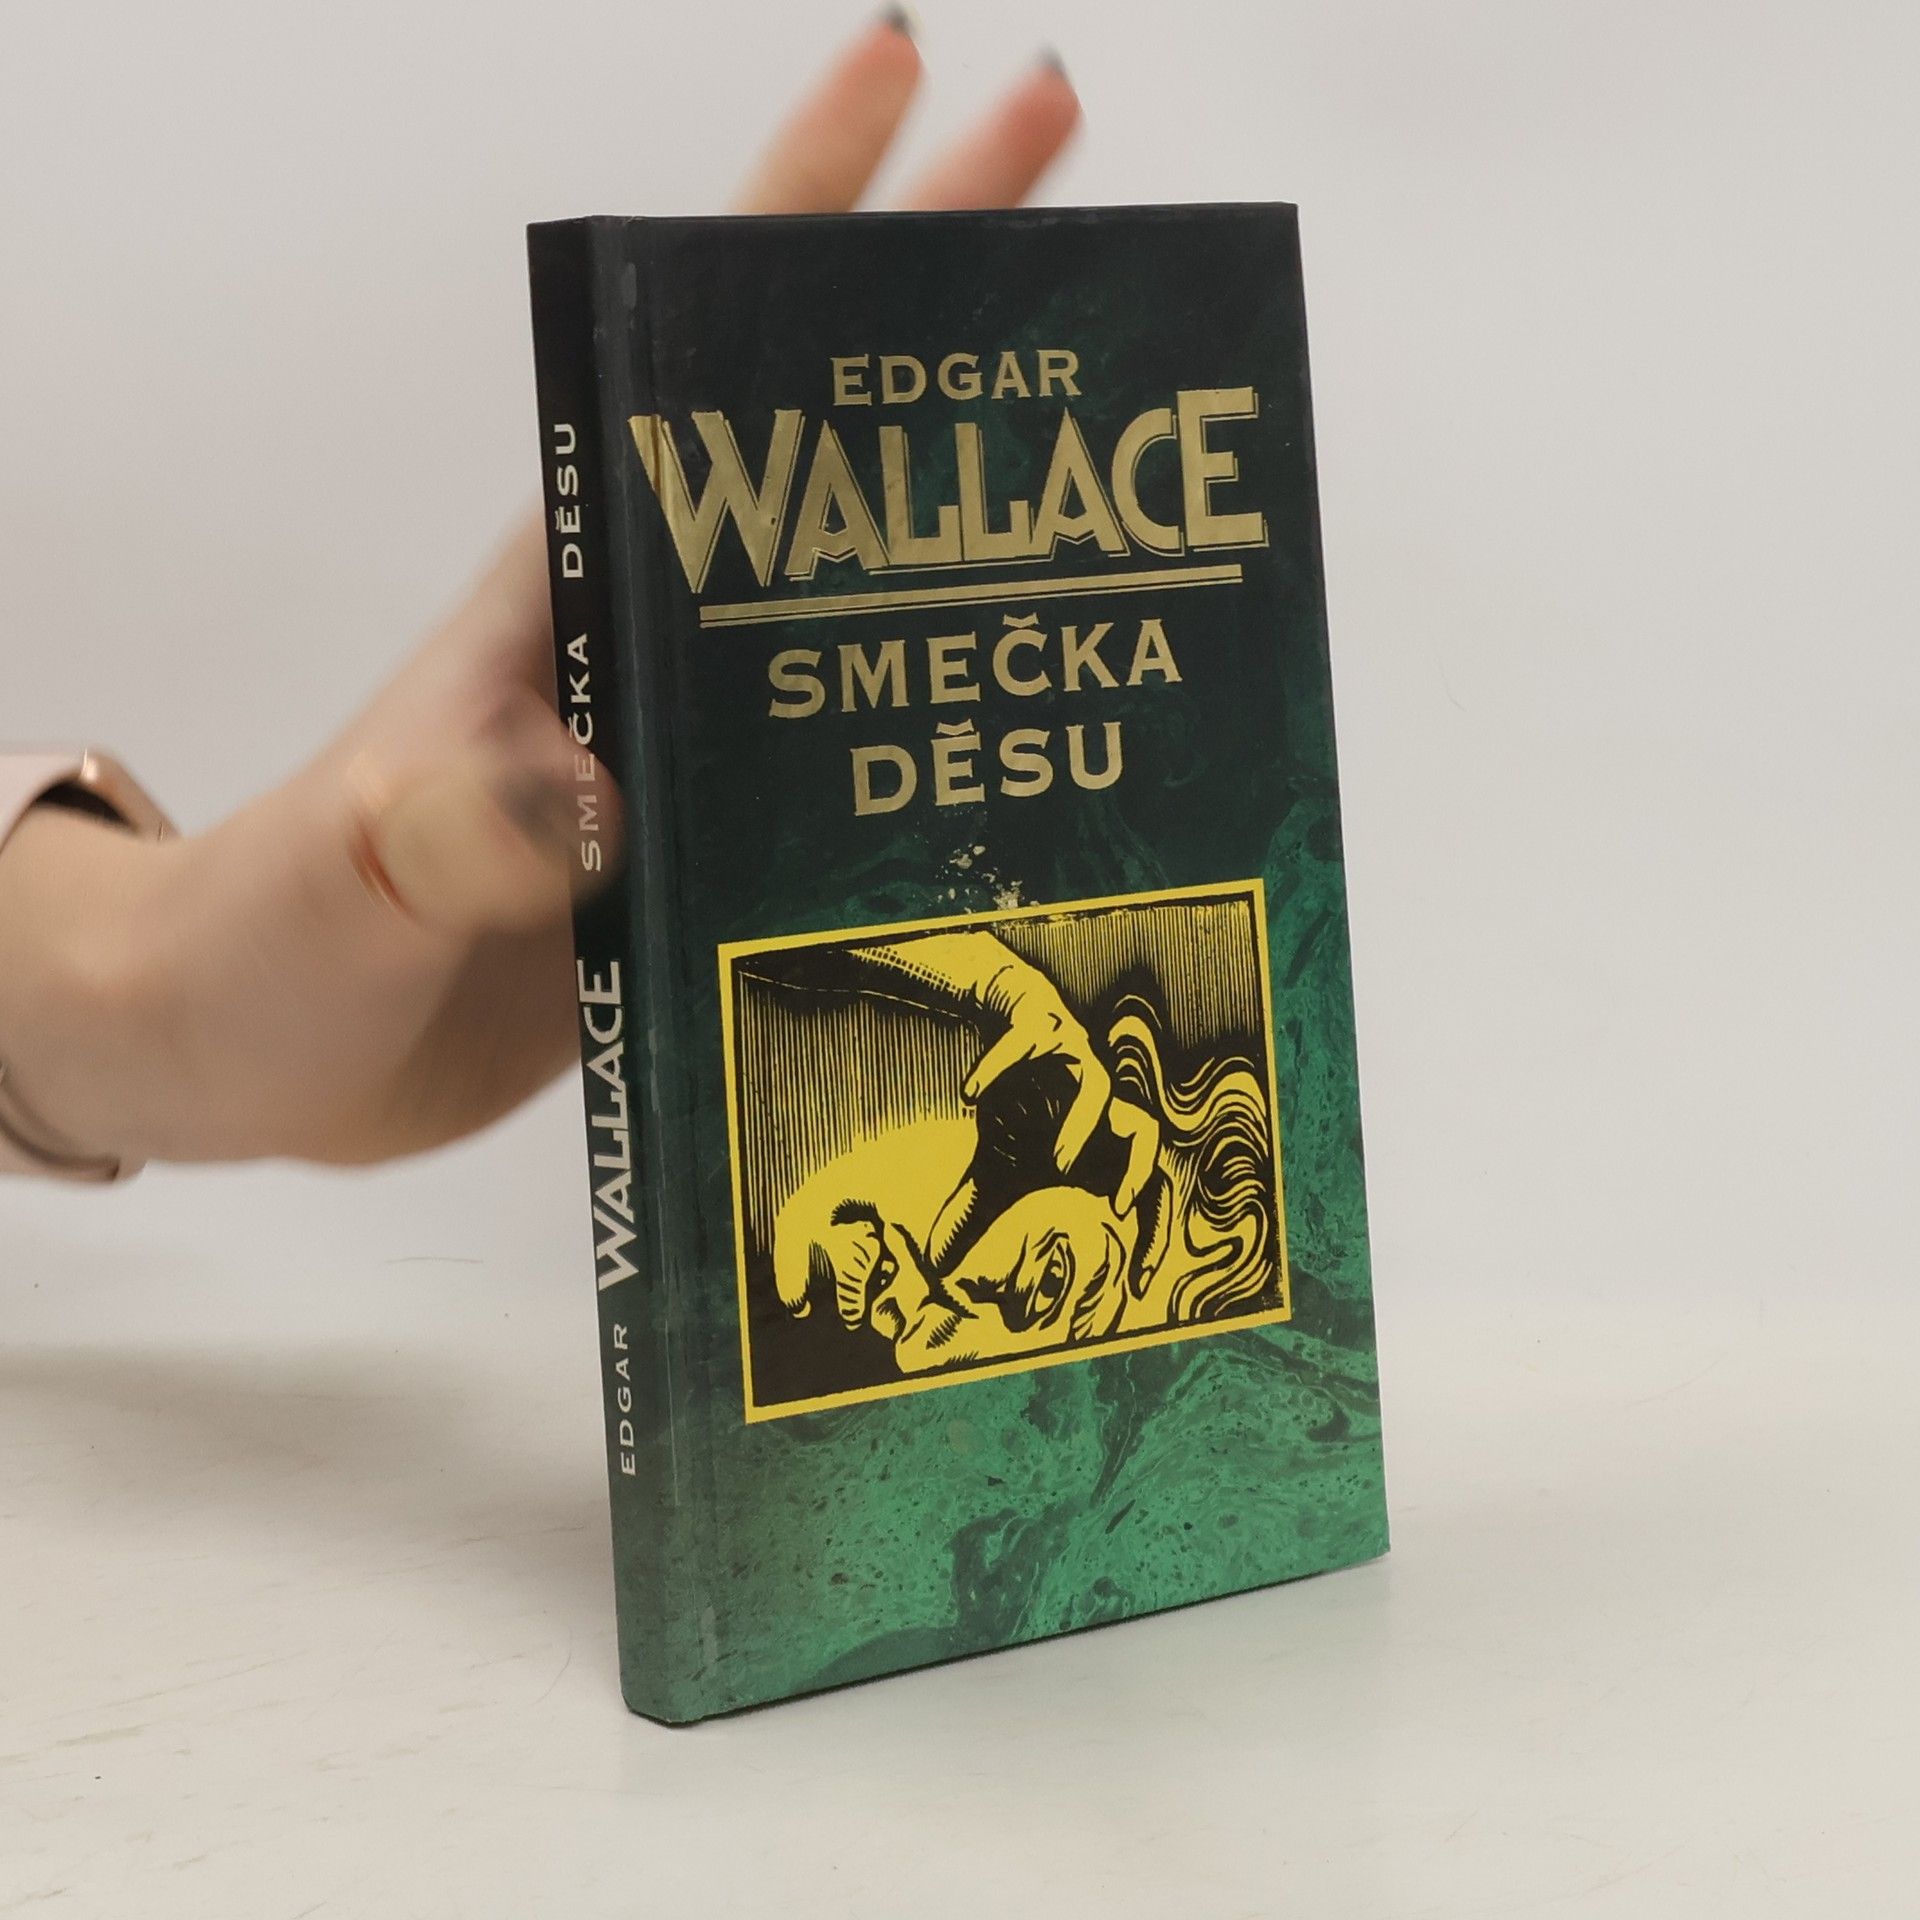 EDGAR
WALLACE
SMEČKA
DĚSU
EDGAR WALLACE SMEČKA DĚSU